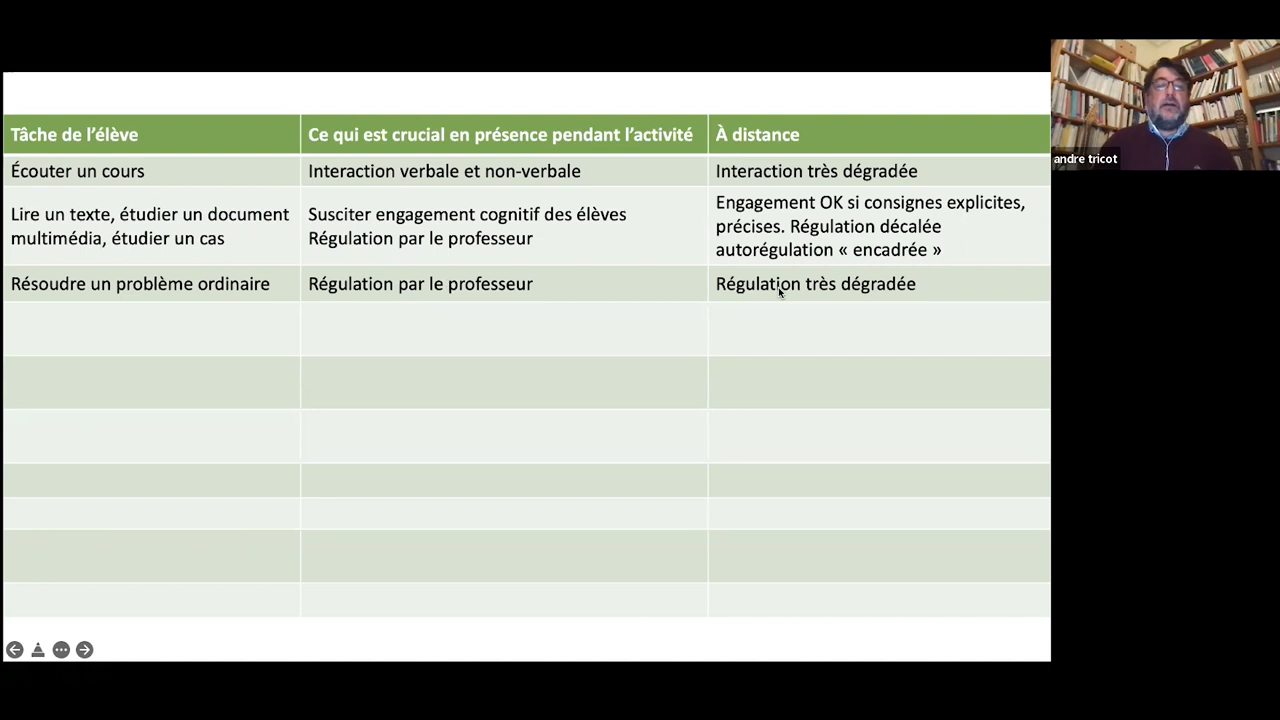 Tâche de l’élève
Ce qui est crucial en présence pendant l’activité
À distance
Écouter un cours
Interaction verbale et non-verbale
Interaction très dégradée
Lire un texte, étudier un document
multimédia, étudier un cas
Susciter engagement cognitif des élèves
Régulation par le professeur
Engagement OK si consignes explicites,
précises. Régulation décalée
autorégulation « encadrée »
Résoudre un problème ordinaire
Régulation par le professeur
Régulation très dégradée
andre tricot